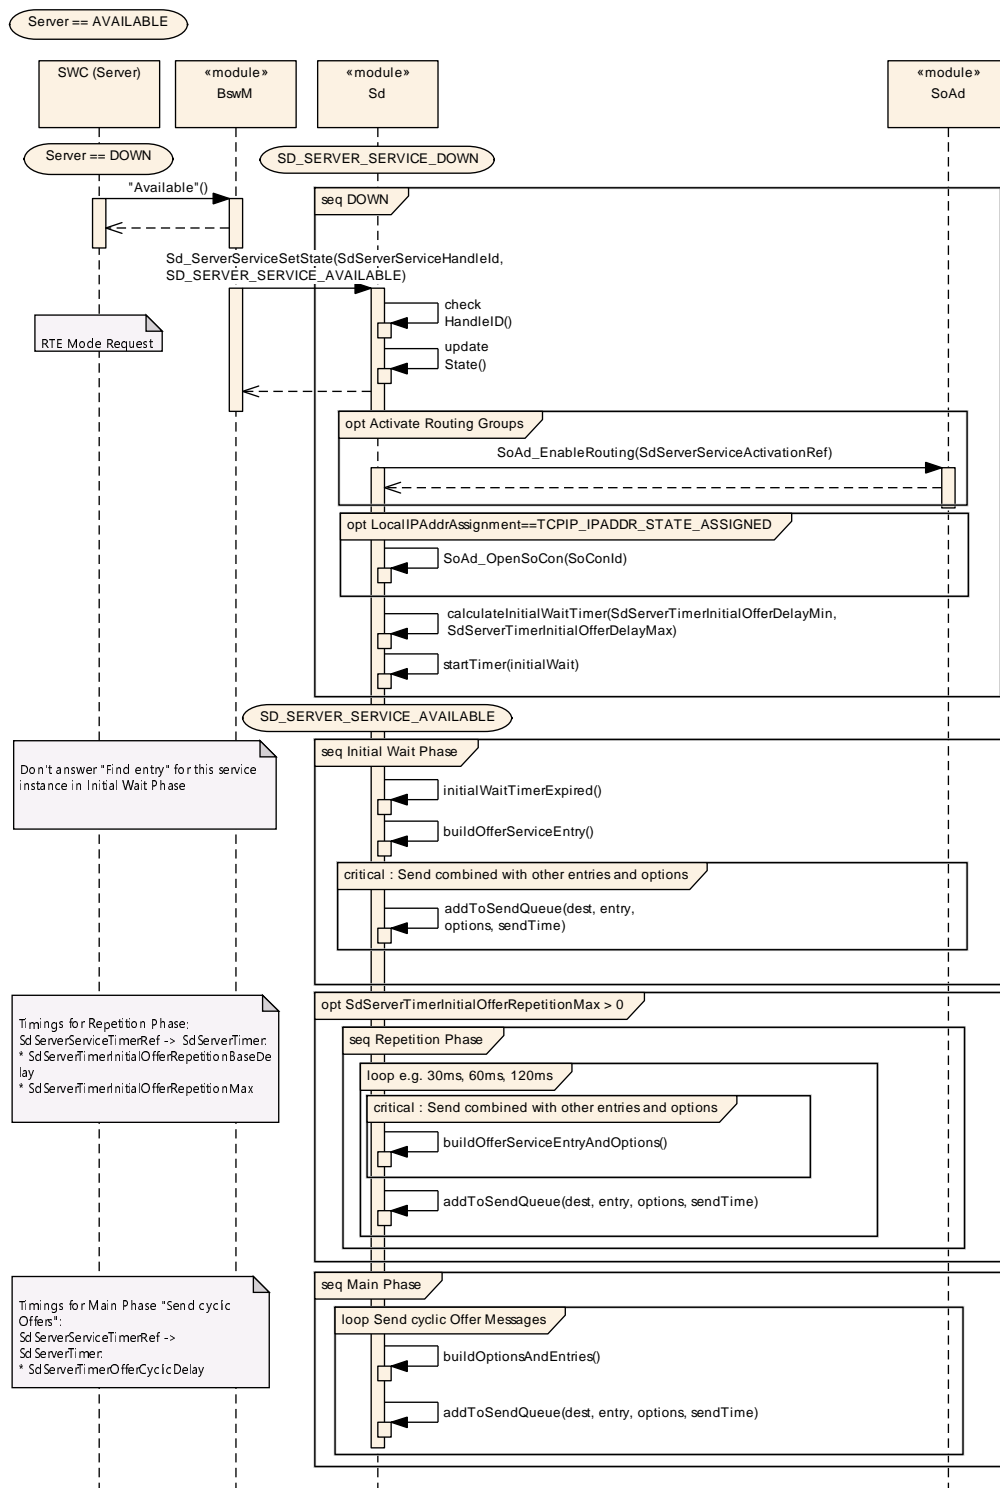 Server == AVAILABLE
SWC (Server)
«module»
BswM
«module»
Sd
«module»
SoAd
Server == DOWN
SD_SERVER_SERVICE_DOWN
"Available"()
seq DOWN
Sd_ServerServiceSetState(SdServerServiceHandleId,
SD_SERVER_SERVICE_AVAILABLE)
check
HandleID()
RTE Mode Request
update
State()
opt Activate Routing Groups
SoAd_EnableRouting(SdServerServiceActivationRef)
opt LocalIPAddrAssignment==TCPIP_IPADDR_STATE_ASSIGNED
SoAd_OpenSoCon(SoConId)
calculateInitialWaitTimer(SdServerTimerInitialOfferDelayMin,
SdServerTimerInitialOfferDelayMax)
startTimer(initialWait)
SD_SERVER_SERVICE_AVAILABLE
seq Initial Wait Phase
Don't answer "Find entry" for this service
instance in Initial Wait Phase
initialWaitTimerExpired()
buildOfferServiceEntry()
critical : Send combined with other entries and options
addToSendQueue(dest, entry,
options, sendTime)
opt SdServerTimerInitialOfferRepetitionMax > 0
Timings for Repetition Phase:
SdServerServiceTimerRef -> SdServerTimer:
* SdServerTimerInitialOfferRepetitionBaseDe
lay
* SdServerTimerInitialOfferRepetitionMax
seq Repetition Phase
loop e.g. 30ms, 60ms, 120ms
critical : Send combined with other entries and options
buildOfferServiceEntryAndOptions()
addToSendQueue(dest, entry, options, sendTime)
seq Main Phase
Timings for Main Phase "Send cyclic
Offers":
SdServerServiceTimerRef ->
SdServerTimer:
* SdServerTimerOfferCyclicDelay
loop Send cyclic Offer Messages
buildOptionsAndEntries()
addToSendQueue(dest, entry, options, sendTime)